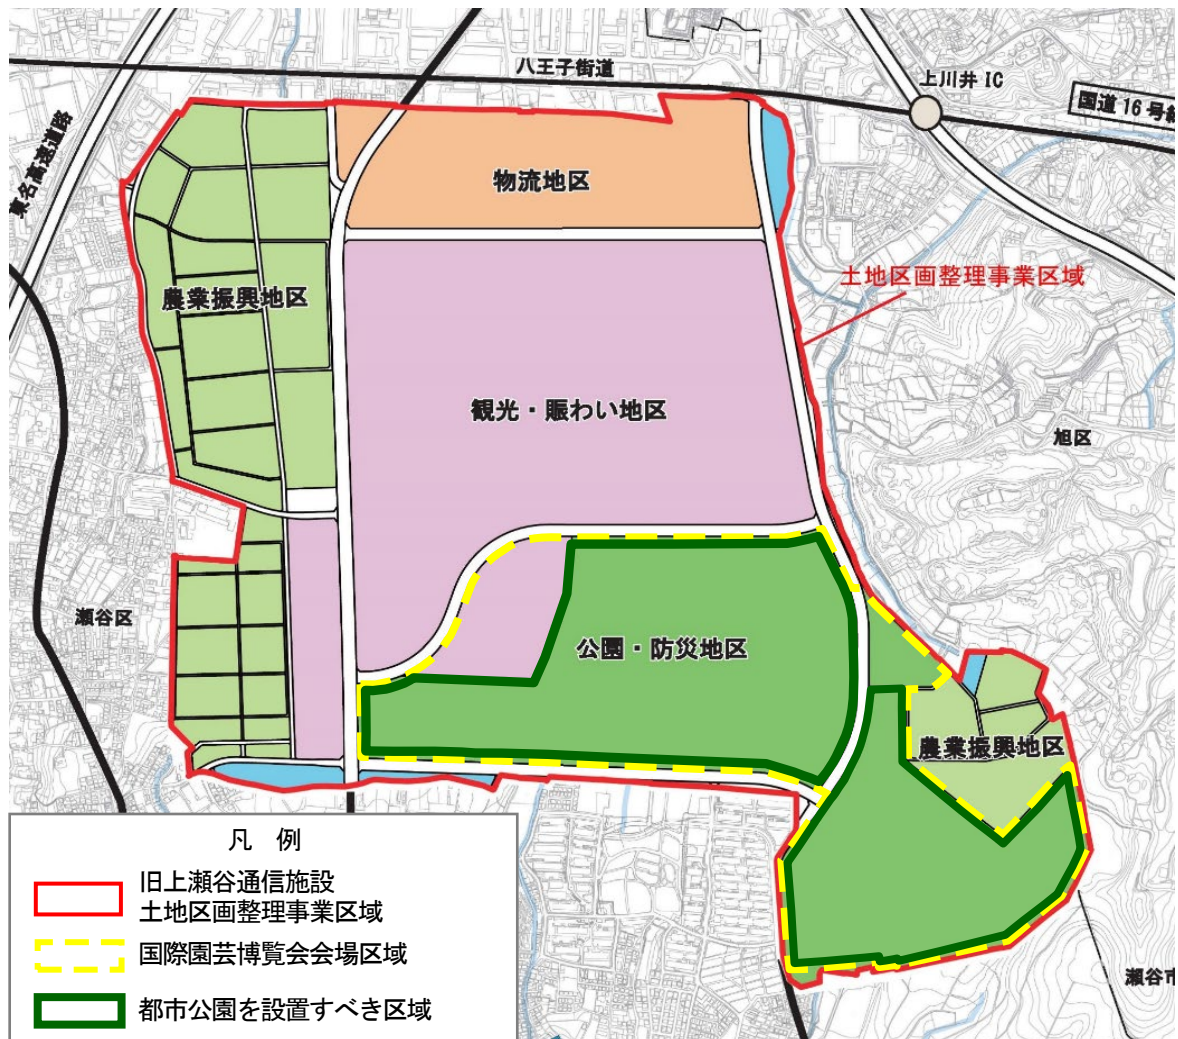 八王子街道
上川井 IC
国道 16 号
東名高速道路
物流地区
土地区画整理事業区域
農業振興地区
観光・賑わい地区
旭区
瀬谷区
公園・防災地区
農業振興地区
瀬谷市
凡 例
旧上瀬谷通信施設
土地区画整理事業区域
国際園芸博覧会会場区域
都市公園を設置すべき区域